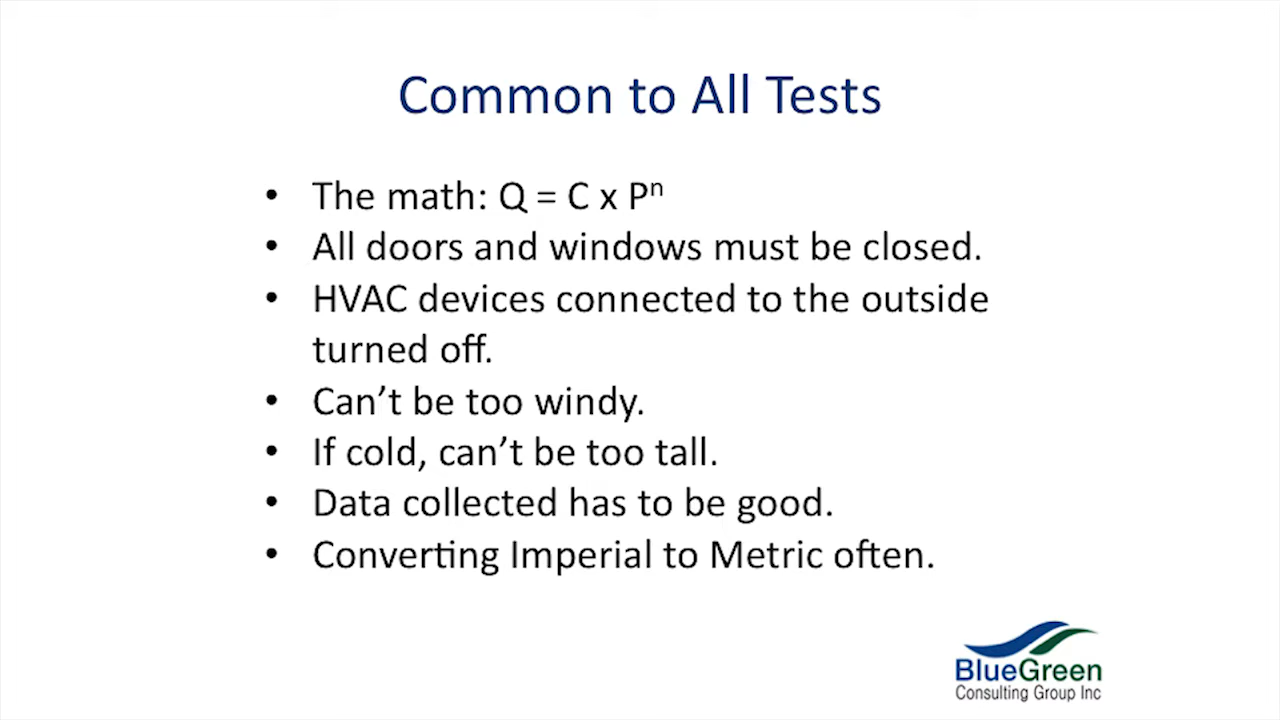 Common to All Tests
• The math: Q = C x Pⁿ
• All doors and windows must be closed.
• HVAC devices connected to the outside
turned off.
• Can’t be too windy.
• If cold, can’t be too tall.
• Data collected has to be good.
• Converting Imperial to Metric often.
BlueGreen
Consulting Group Inc